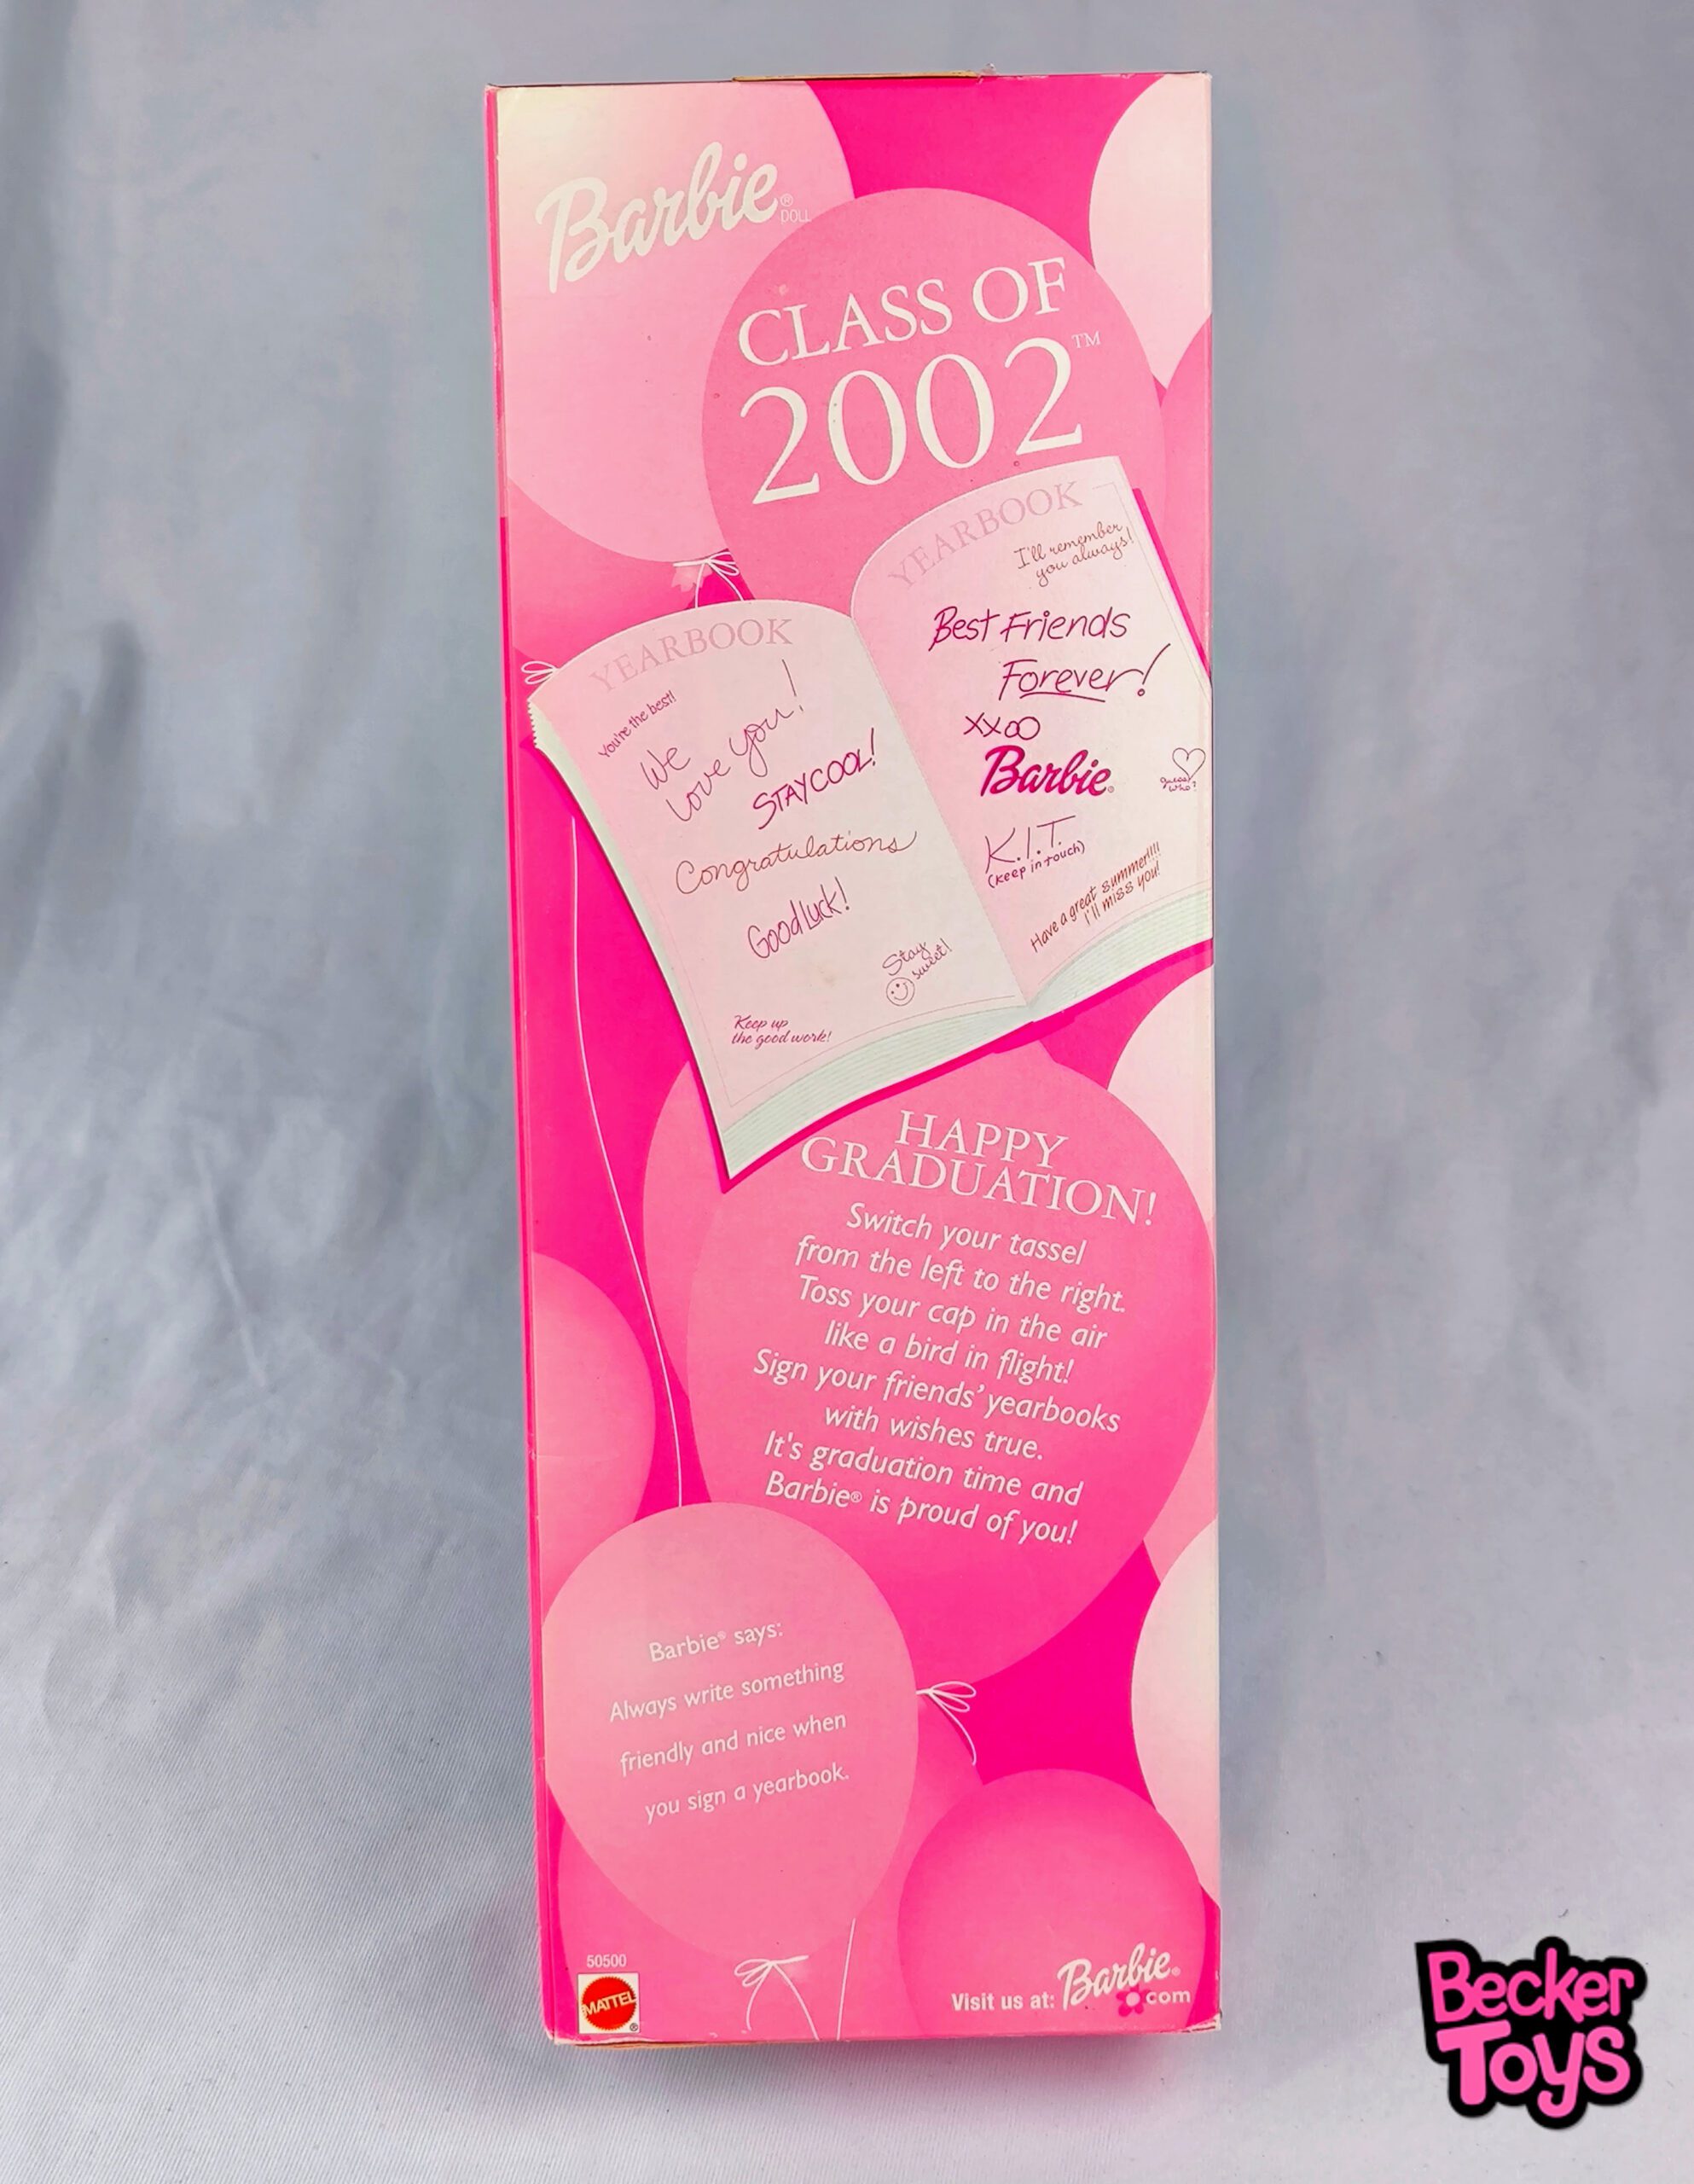 Barbie®
DOLL
CLASS OF
2002™
YEARBOOK
You're the best!
We
Love you!
STAY COOL!
Congratulations
Good luck!
Stay
sweet!
Keep up
the good work!
YEARBOOK
I'll remember
you always!
Best Friends
Forever!
XXOO
Barbie®
guess
who?
K.I.T.
(keep in touch)
Have a great summer!!!!
I'll miss you!
HAPPY
GRADUATION!
Switch your tassel
from the left to the right.
Toss your cap in the air
like a bird in flight!
Sign your friends' yearbooks
with wishes true.
It's graduation time and
Barbie® is proud of you!
Barbie® says:
Always write something
friendly and nice when
you sign a yearbook.
50500
MATTEL
®
Visit us at: Barbie®
com
Becker
Toys